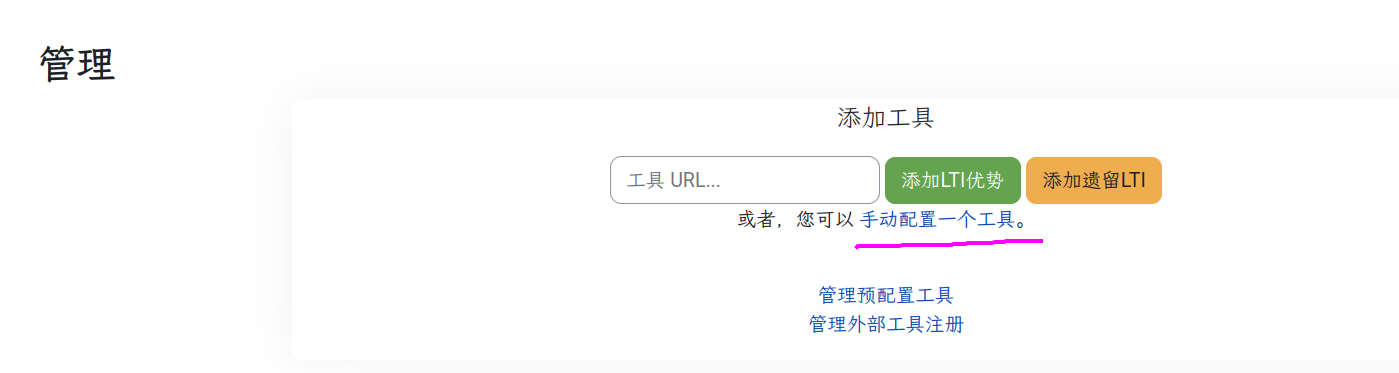 管理
添加工具
工具 URL... 添加LTI优势 添加遗留LTI
或者，您可以 手动配置一个工具。
管理预配置工具
管理外部工具注册